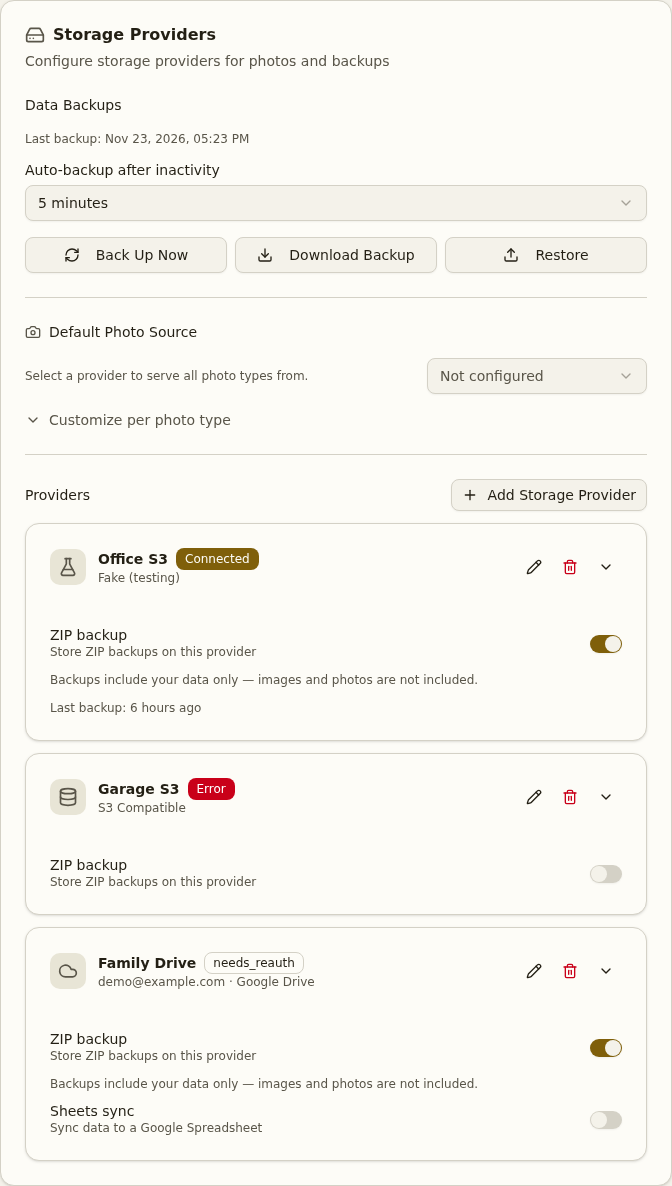 Storage Providers
Configure storage providers for photos and backups
Data Backups
Last backup: Nov 23, 2026, 05:23 PM
Auto-backup after inactivity
5 minutes
Back Up Now
Download Backup
Restore
Default Photo Source
Select a provider to serve all photo types from.
Not configured
Customize per photo type
Providers
Add Storage Provider
Office S3
Connected
Fake (testing)
ZIP backup
Store ZIP backups on this provider
Backups include your data only — images and photos are not included.
Last backup: 6 hours ago
Garage S3
Error
S3 Compatible
ZIP backup
Store ZIP backups on this provider
Family Drive
needs_reauth
demo@example.com · Google Drive
ZIP backup
Store ZIP backups on this provider
Backups include your data only — images and photos are not included.
Sheets sync
Sync data to a Google Spreadsheet